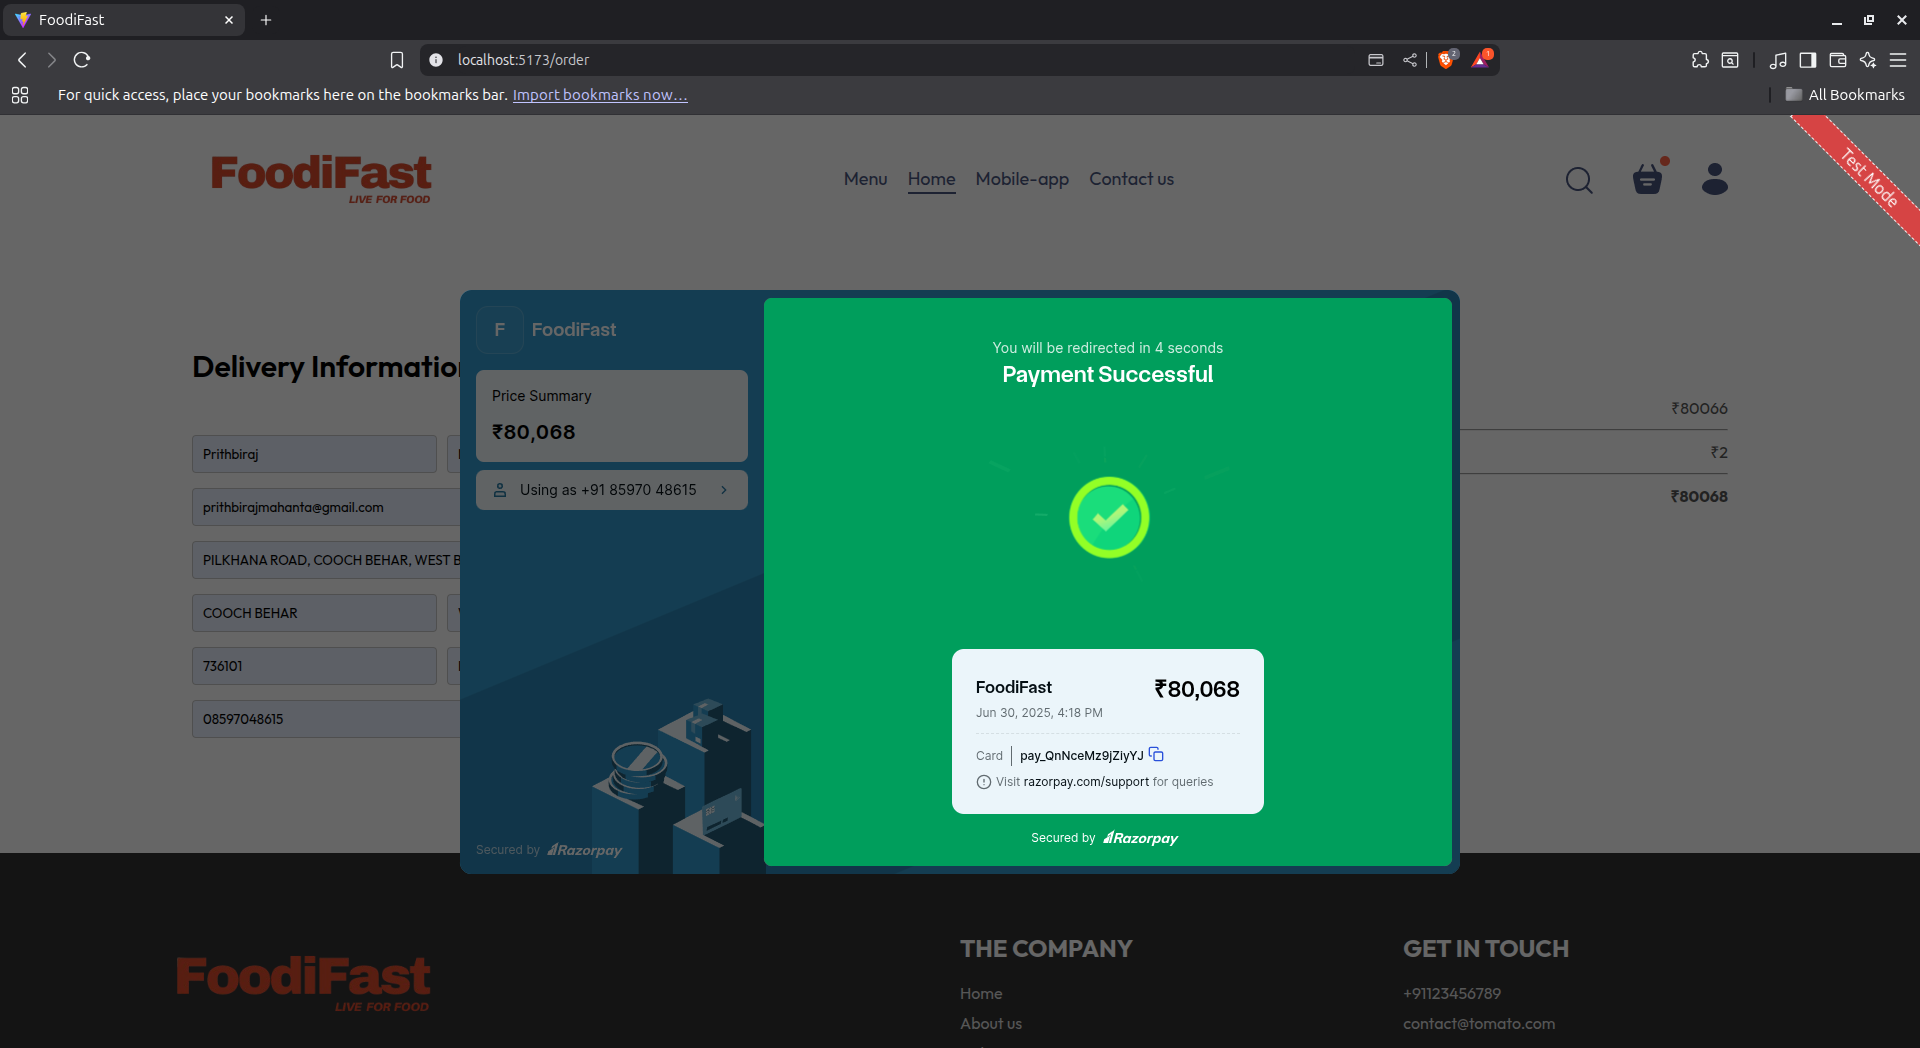 FoodiFast
localhost:5173/order
2
1
For quick access, place your bookmarks here on the bookmarks bar. Import bookmarks now...
All Bookmarks
FoodiFast
LIVE FOR FOOD
Menu Home Mobile-app Contact us
Test Mode
Delivery Informatio
Prithbiraj
prithbirajmahanta@gmail.com
PILKHANA ROAD, COOCH BEHAR, WEST B
COOCH BEHAR
736101
08597048615
F FoodiFast
Price Summary
₹80,068
Using as +91 85970 48615
Secured by Razorpay
You will be redirected in 4 seconds
Payment Successful
FoodiFast ₹80,068
Jun 30, 2025, 4:18 PM
Card pay_QnNceMz9jZiyYJ
Visit razorpay.com/support for queries
Secured by Razorpay
₹80066
₹2
₹80068
FoodiFast
LIVE FOR FOOD
THE COMPANY
Home
About us
GET IN TOUCH
+91123456789
contact@tomato.com